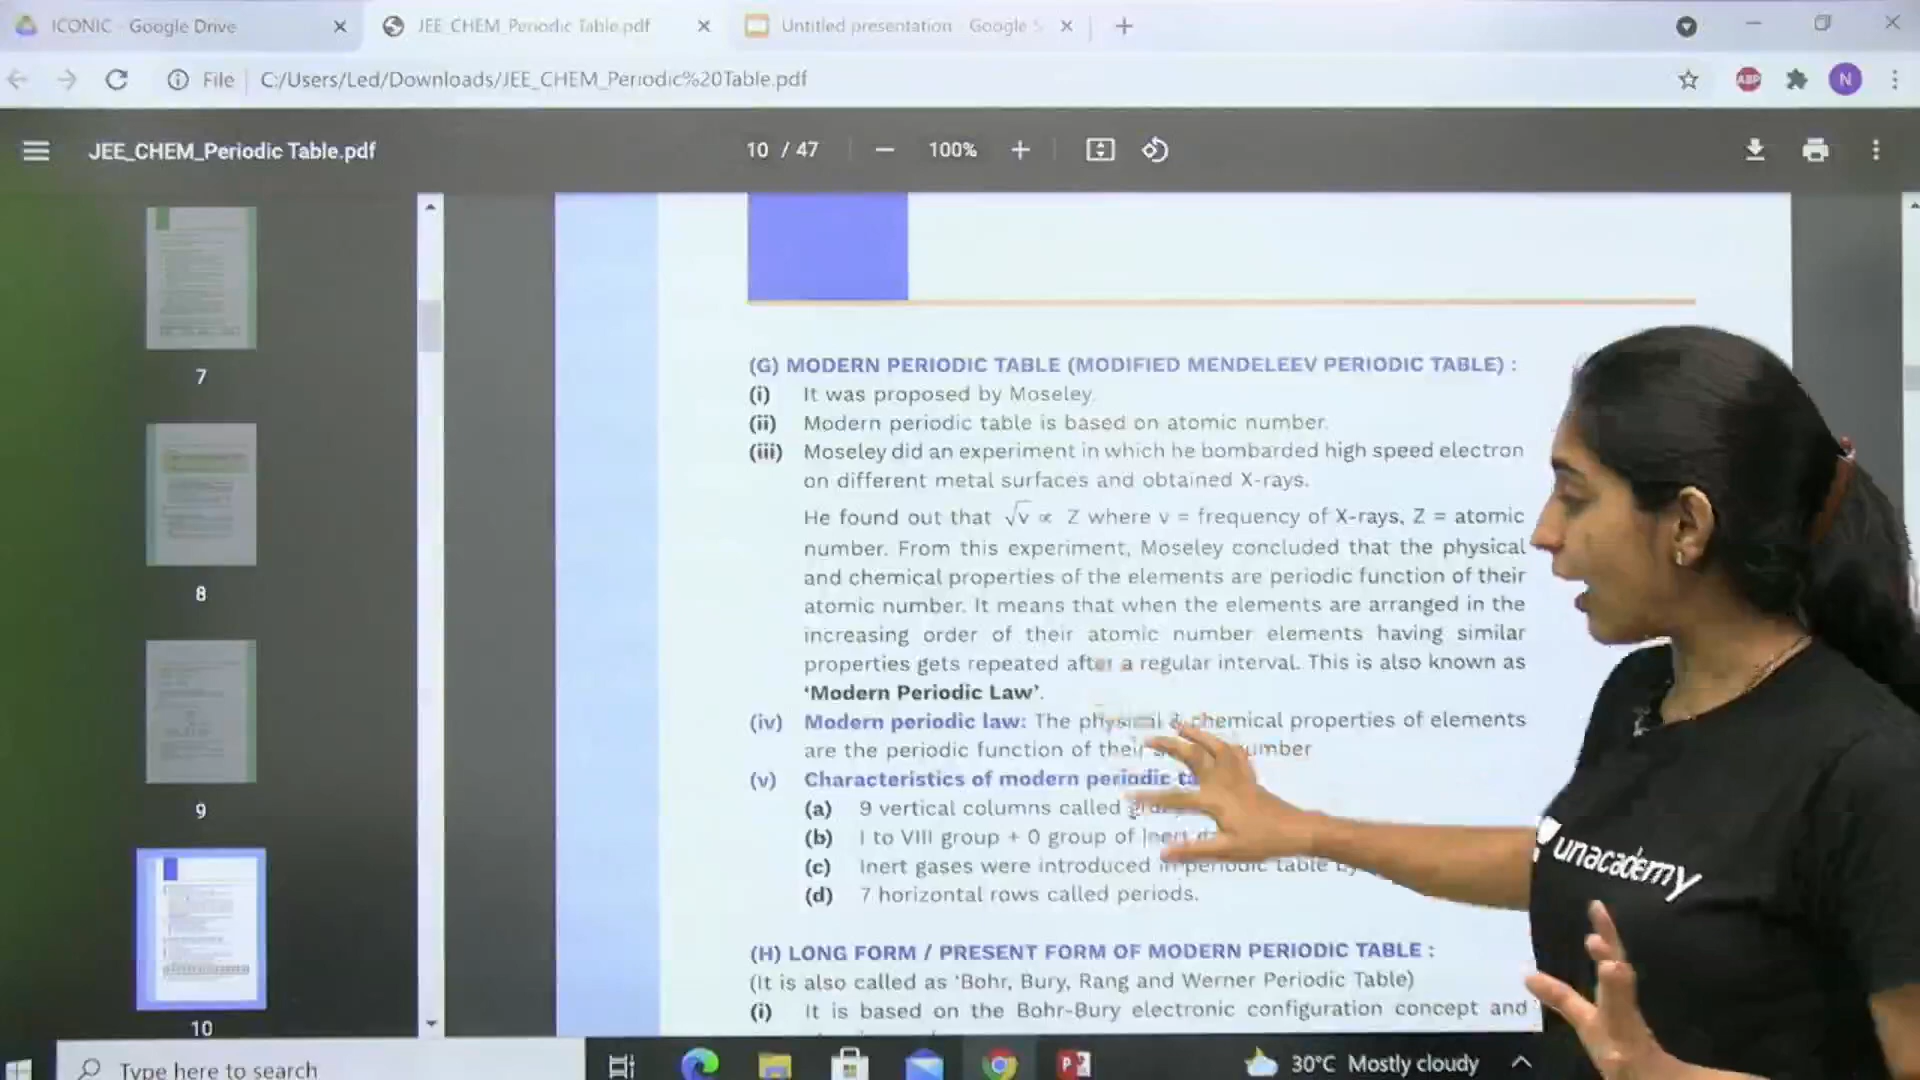 ICONIC - Google Drive
JEE_CHEM_Periodic Table.pdf
Untitled presentation - Google S
File
C:/Users/Led/Downloads/JEE_CHEM_Periodic%20Table.pdf
ABP
N
JEE_CHEM_Periodic Table.pdf
10 / 47
100%
7
8
9
10
(G) MODERN PERIODIC TABLE (MODIFIED MENDELEEV PERIODIC TABLE) :
(i) It was proposed by Moseley.
(ii) Modern periodic table is based on atomic number.
(iii) Moseley did an experiment in which he bombarded high speed electron
on different metal surfaces and obtained X-rays.
He found out that √ν ∝ Z where ν = frequency of X-rays, Z = atomic
number. From this experiment, Moseley concluded that the physical
and chemical properties of the elements are periodic function of their
atomic number. It means that when the elements are arranged in the
increasing order of their atomic number elements having similar
properties gets repeated after a regular interval. This is also known as
‘Modern Periodic Law’.
(iv) Modern periodic law: The physical & chemical properties of elements
are the periodic function of their number
(v) Characteristics of modern periodic
(a) 9 vertical columns called
(b) I to VIII group + 0 group of inert
(c) Inert gases were introduced in periodic table
(d) 7 horizontal rows called periods.
(H) LONG FORM / PRESENT FORM OF MODERN PERIODIC TABLE :
(It is also called as ‘Bohr, Bury, Rang and Werner Periodic Table)
(i) It is based on the Bohr-Bury electronic configuration concept and
unacademy
Type here to search
30°C Mostly cloudy